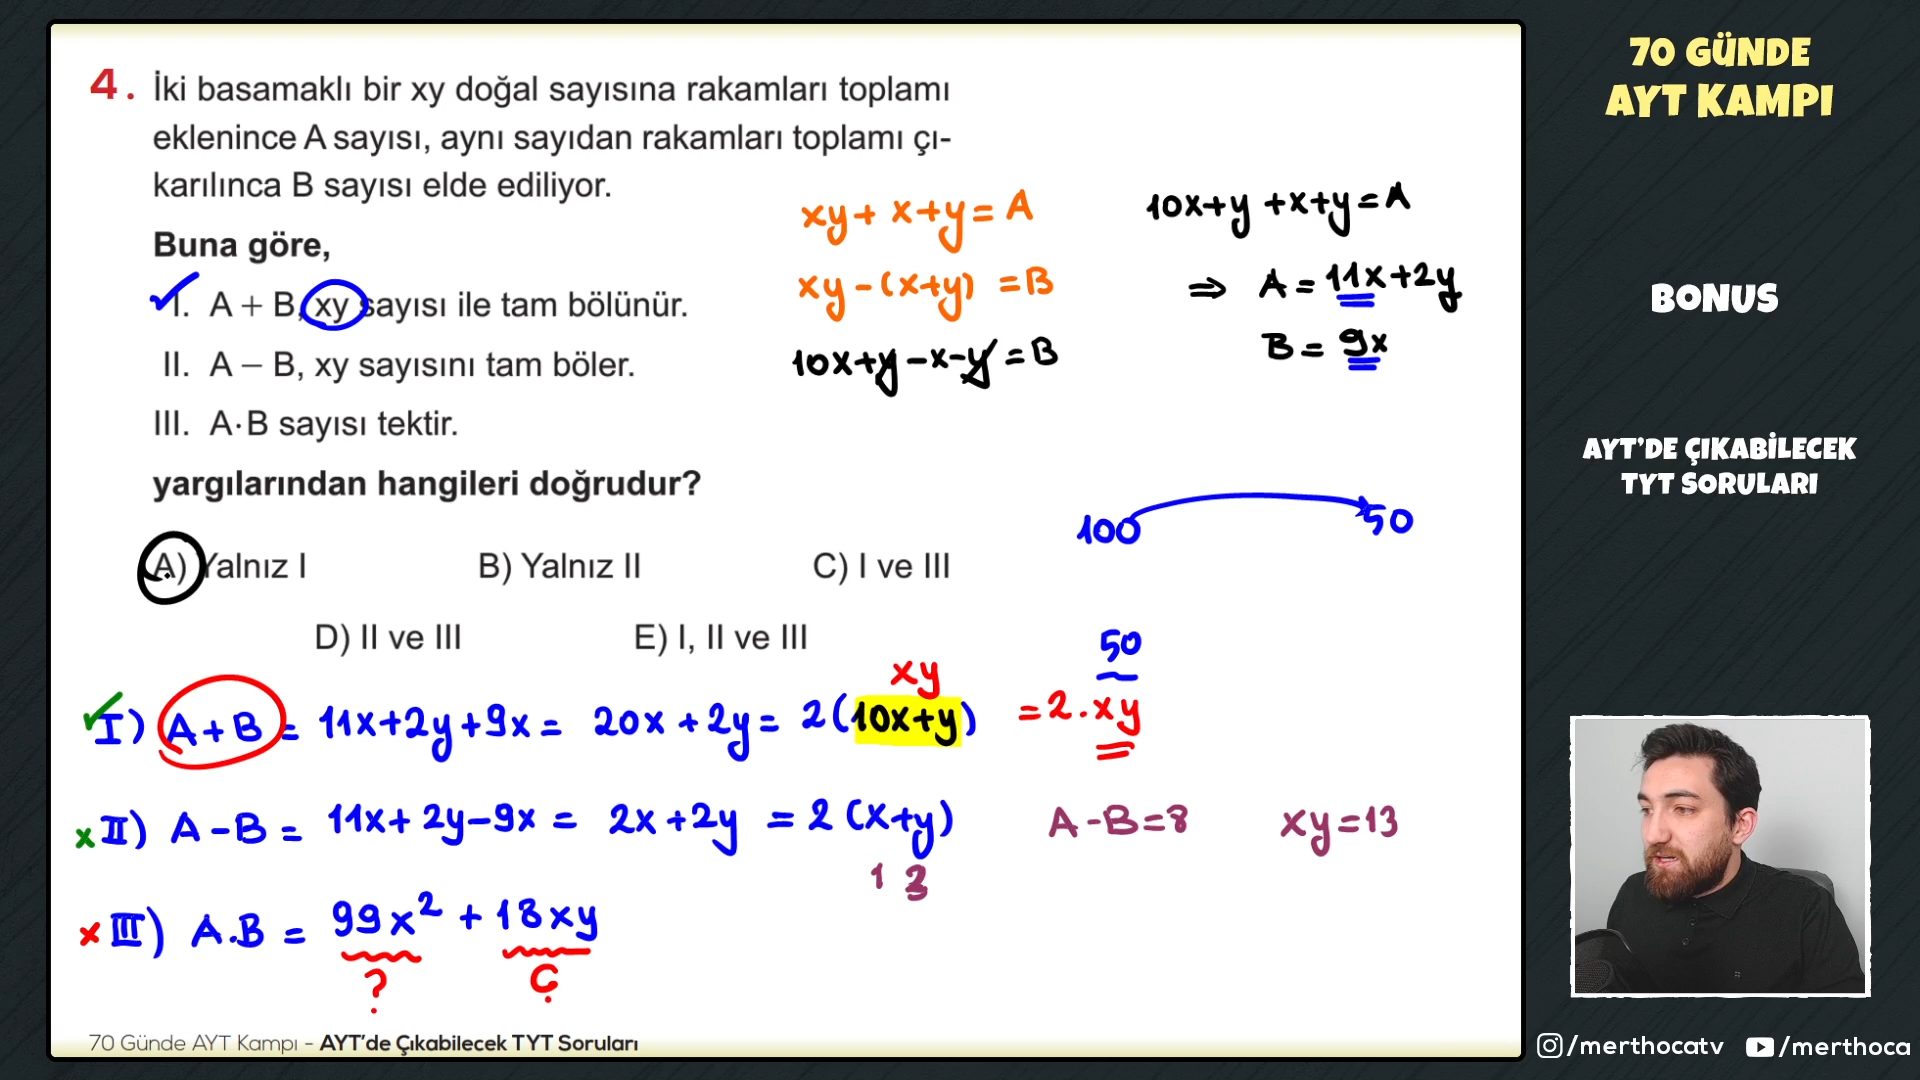 4. İki basamaklı bir xy doğal sayısına rakamları toplamı
eklenince A sayısı, aynı sayıdan rakamları toplamı çı-
karılınca B sayısı elde ediliyor.
Buna göre,
I. A + B, xy sayısı ile tam bölünür.
II. A – B, xy sayısını tam böler.
III. A·B sayısı tektir.
yargılarından hangileri doğrudur?
A) Yalnız I B) Yalnız II C) I ve III
D) II ve III E) I, II ve III
xy + x+y = A
xy - (x+y) = B
10x+y-x-y = B
10x+y +x+y = A
⇒ A = 11x+2y
B = 9x
100 50
50
xy
I) A+B = 11x+2y+9x = 20x+2y = 2(10x+y) = 2.xy
x II) A-B = 11x+2y-9x = 2x+2y = 2(x+y) A-B=8 xy=13
1 3
x III) A.B = 99x² + 18xy
? Ç
70 Günde AYT Kampı - AYT'de Çıkabilecek TYT Soruları
70 GÜNDE
AYT KAMPI
BONUS
AYT'DE ÇIKABİLECEK
TYT SORULARI
/merthocatv /merthoca